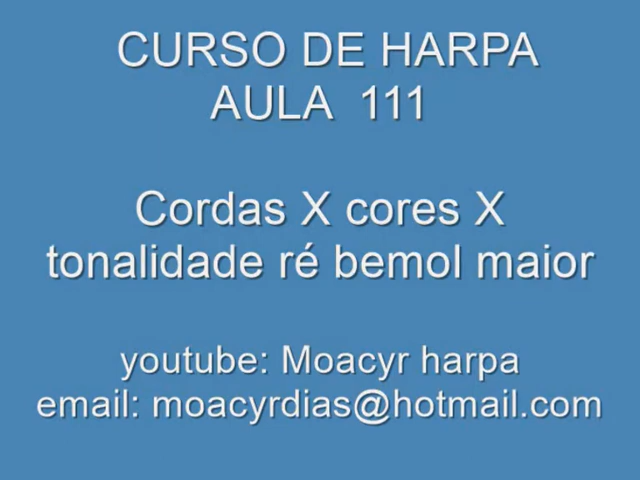 CURSO DE HARPA
AULA 111
Cordas X cores X
tonalidade ré bemol maior
youtube: Moacyr harpa
email: moacyrdias@hotmail.com